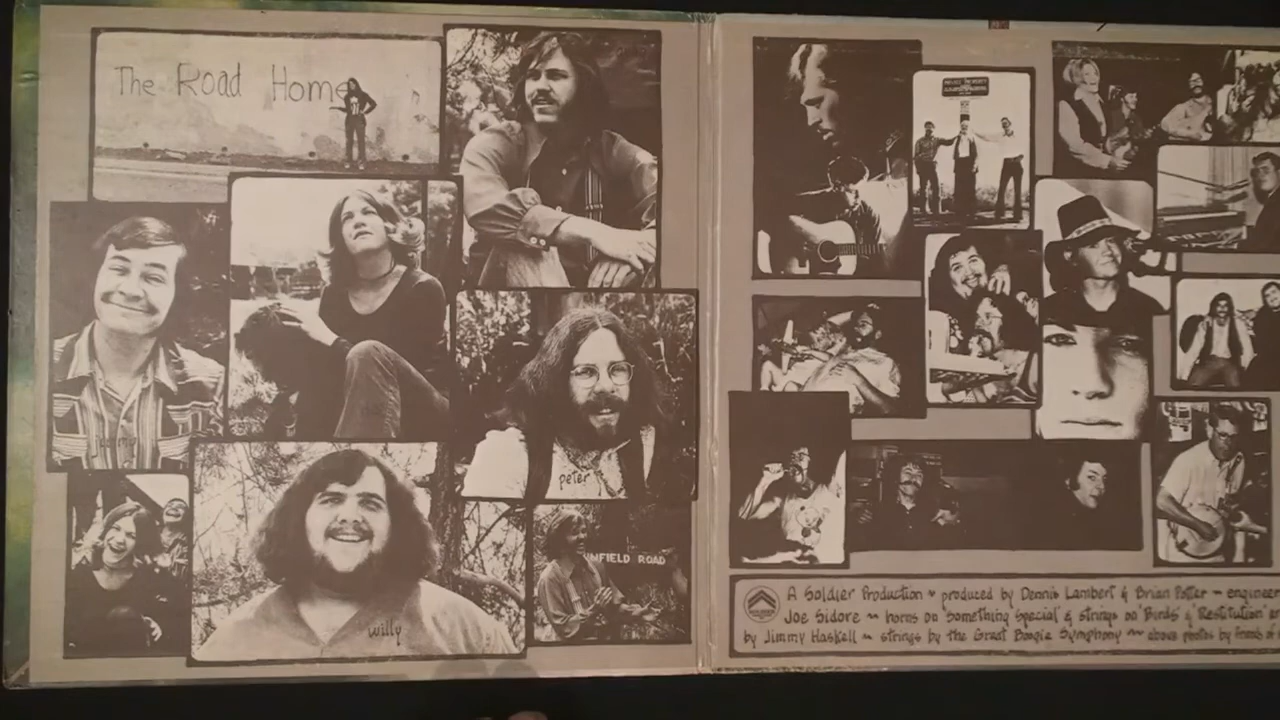 The Road Home
jimmy
peter
willy
NFIELD ROAD
A Soldier Production ~ produced by Dennis Lambert & Brian Potter ~ engineer
Joe Sidore ~ horns on Something Special & strings on "Birds" & "Restitution"
by Jimmy Haskell ~ strings by the Great Boogie Symphony ~ above photos by friends of